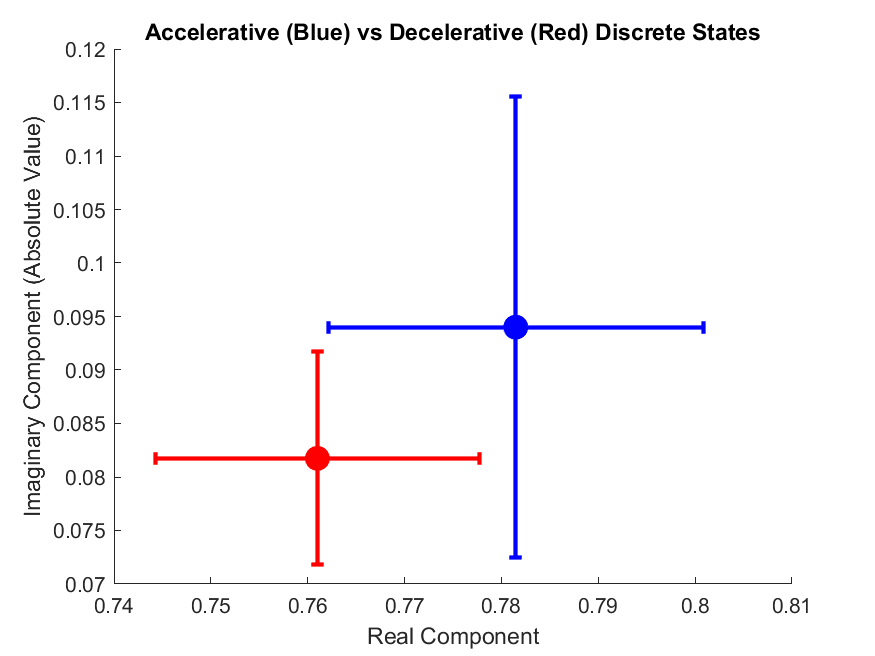 Accelerative (Blue) vs Decelerative (Red) Discrete States
Imaginary Component (Absolute Value)
0.12
0.115
0.11
0.105
0.1
0.095
0.09
0.085
0.08
0.075
0.07
0.74 0.75 0.76 0.77 0.78 0.79 0.8 0.81
Real Component